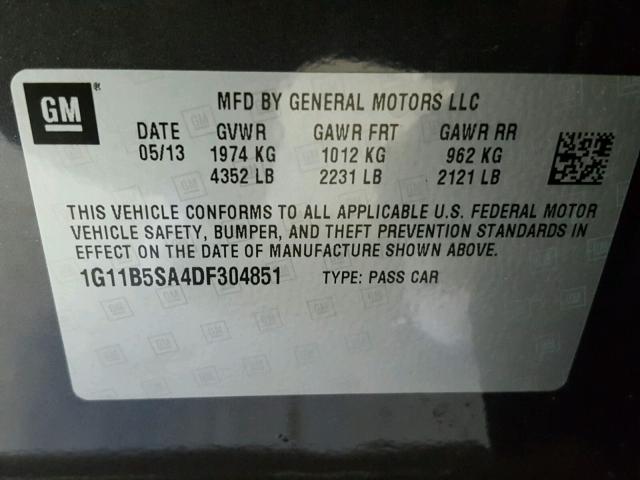 GM ®
MFD BY GENERAL MOTORS LLC
DATE GVWR GAWR FRT GAWR RR
05/13 1974 KG 1012 KG 962 KG
4352 LB 2231 LB 2121 LB
THIS VEHICLE CONFORMS TO ALL APPLICABLE U.S. FEDERAL MOTOR
VEHICLE SAFETY, BUMPER, AND THEFT PREVENTION STANDARDS IN
EFFECT ON THE DATE OF MANUFACTURE SHOWN ABOVE.
1G11B5SA4DF304851 TYPE: PASS CAR